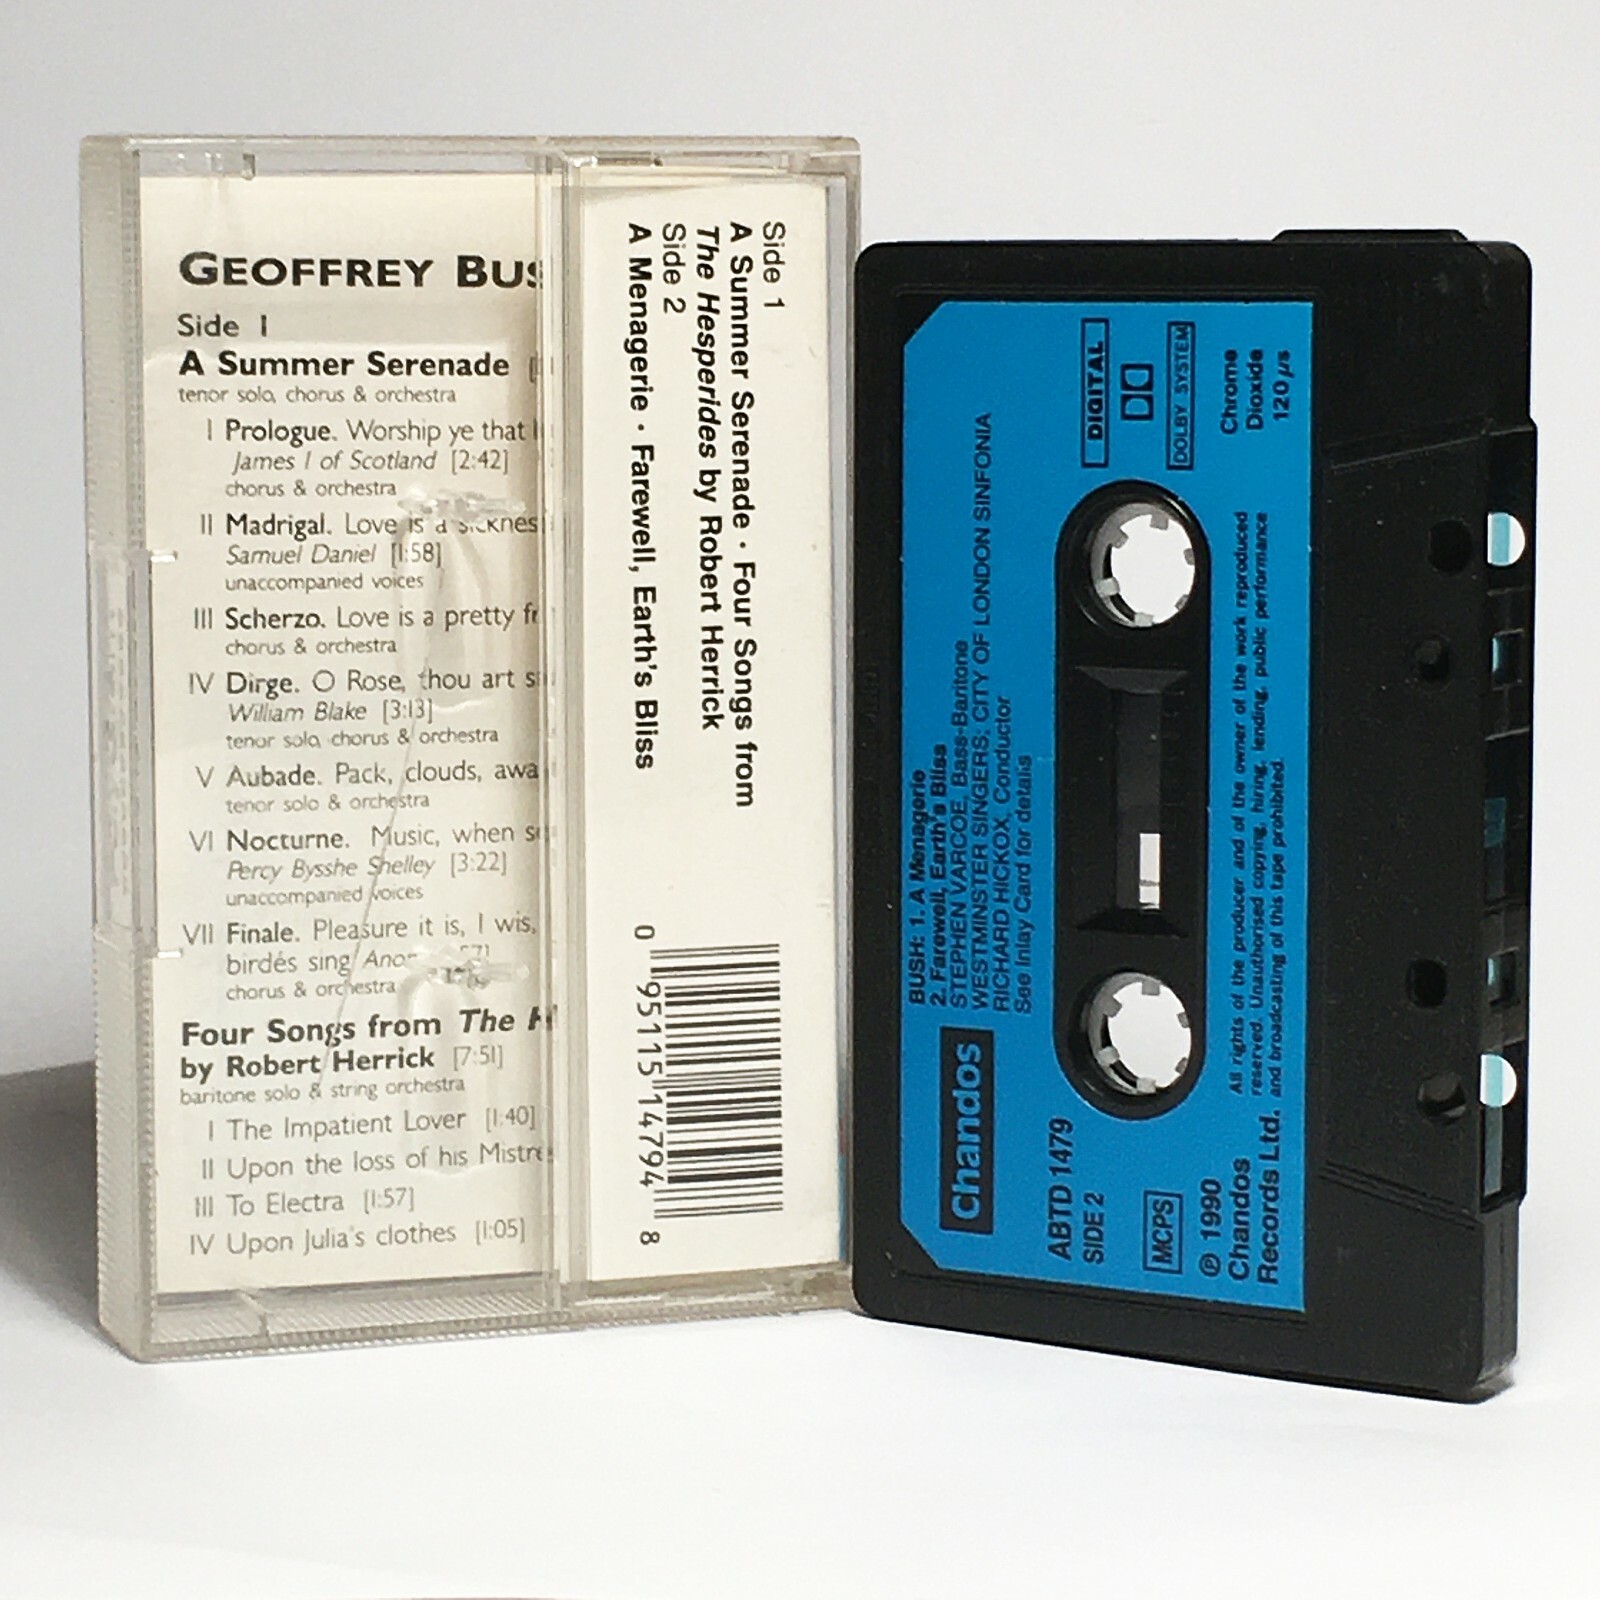 GEOFFREY BUS
Side 1
A Summer Serenade
tenor solo, chorus & orchestra
I Prologue. Worship ye that
James I of Scotland [2:42]
chorus & orchestra
II Madrigal. Love is a sicknes
Samuel Daniel [1:58]
unaccompanied voices
III Scherzo. Love is a pretty fr
chorus & orchestra
IV Dirge. O Rose, thou art
William Blake [3:13]
tenor solo, chorus & orchestra
V Aubade. Pack, clouds, awa
tenor solo & orchestra
VI Nocturne. Music, when
Percy Bysshe Shelley [3:22]
unaccompanied voices
VII Finale. Pleasure it is, I wis,
birdés sing
chorus & orchestra
Four Songs from The
by Robert Herrick [7:51]
baritone solo & string orchestra
I The Impatient Lover [1:40]
II Upon the loss of his Mistre
III To Electra [1:57]
IV Upon Julia's clothes [1:05]
Side 1
A Summer Serenade · Four Songs from
The Hesperides by Robert Herrick
Side 2
A Menagerie · Farewell, Earth's Bliss
0 95115 14794 8
BUSH: 1. A Menagerie
2. Farewell, Earth's Bliss
STEPHEN VARCOE, Bass-Baritone
WESTMINSTER SINGERS; CITY OF LONDON SINFONIA
RICHARD HICKOX, Conductor
See Inlay Card for details
Chandos
ABTD 1479
SIDE 2
DIGITAL
DOLBY SYSTEM
Chrome
Dioxide
120 μs
MCPS
℗ 1990
Chandos
Records Ltd.
All rights of the producer and of the owner of the work reproduced
reserved. Unauthorised copying, hiring, lending, public performance
and broadcasting of this tape prohibited.